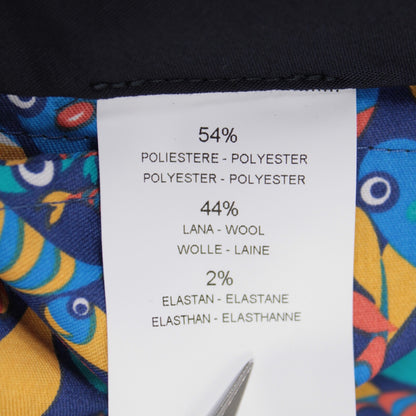 54%
POLIESTERE - POLYESTER
POLYESTER - POLYESTER
44%
LANA - WOOL
WOLLE - LAINE
2%
ELASTAN - ELASTANE
ELASTHAN - ELASTHANNE